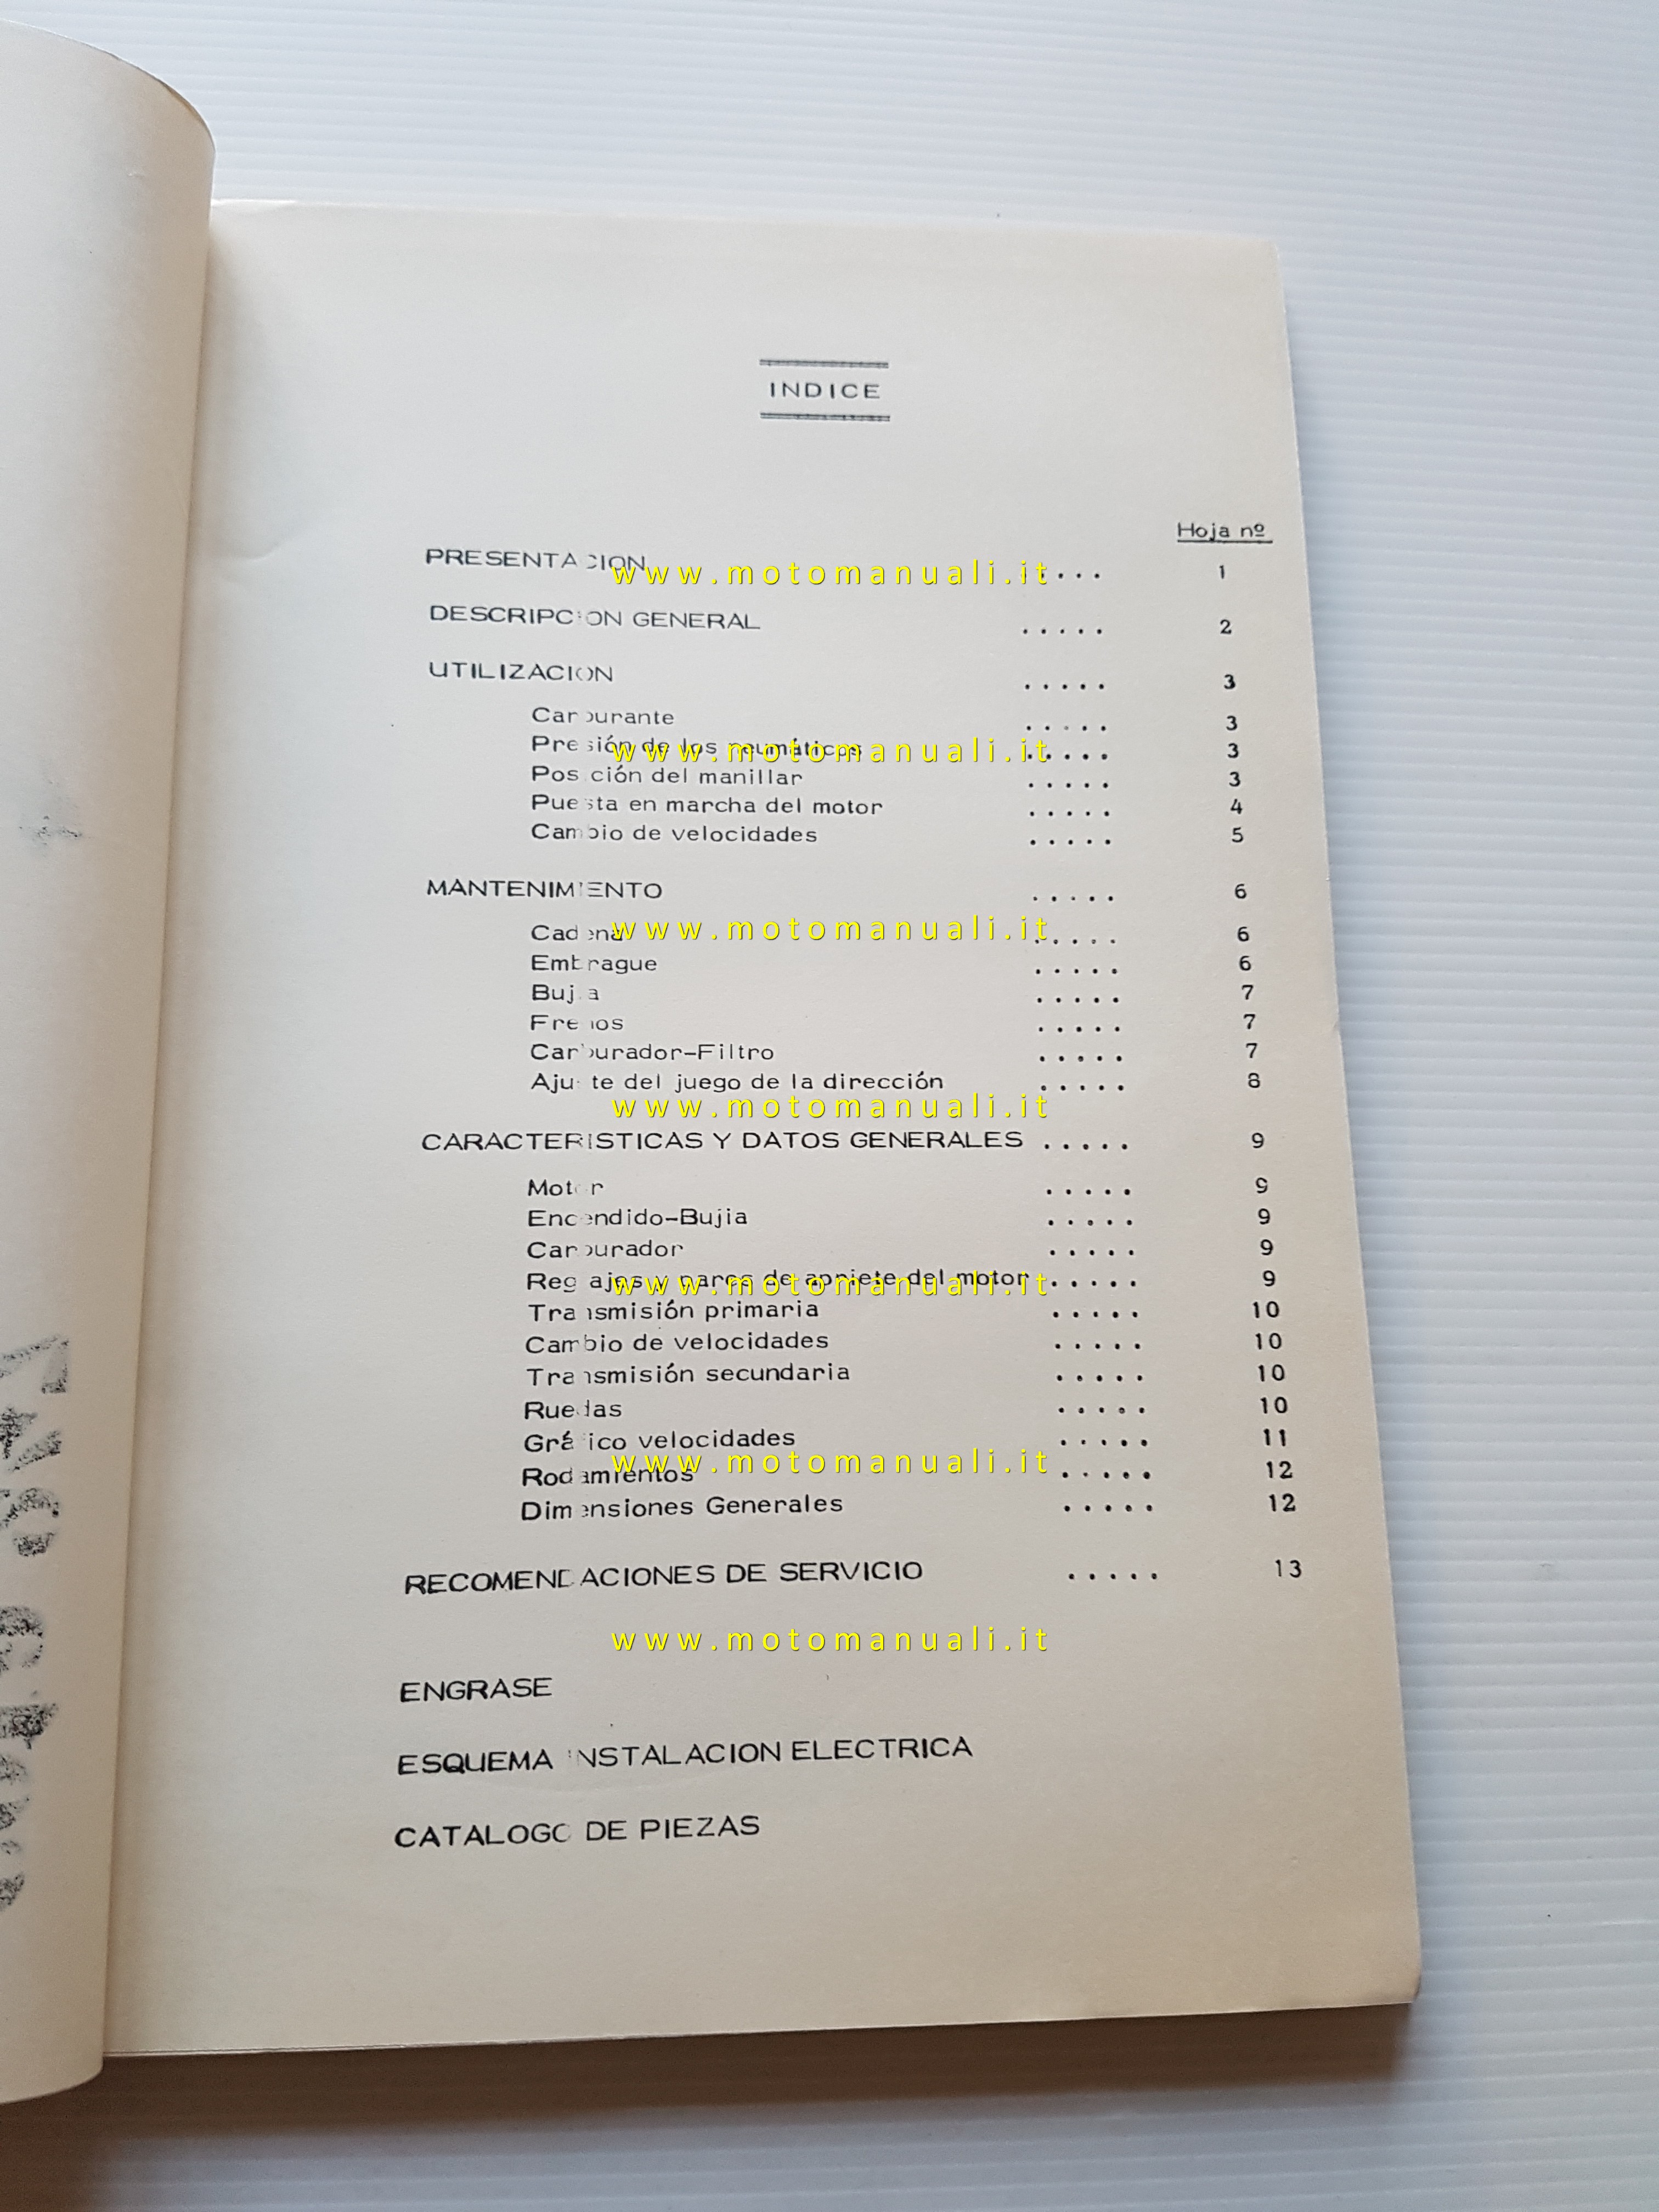 INDICE
Hoja nº
PRESENTACION ..... 1
DESCRIPCION GENERAL ..... 2
UTILIZACION ..... 3
Carburante ..... 3
Presión de los neumáticos ..... 3
Posición del manillar ..... 3
Puesta en marcha del motor ..... 4
Cambio de velocidades ..... 5
MANTENIMIENTO ..... 6
Cadena ..... 6
Embrague ..... 6
Bujia ..... 7
Frenos ..... 7
Carburador-Filtro ..... 7
Ajuste del juego de la dirección ..... 8
CARACTERISTICAS Y DATOS GENERALES ..... 9
Motor ..... 9
Encendido-Bujia ..... 9
Carburador ..... 9
Reglajes y pares de apriete del motor ..... 9
Transmisión primaria ..... 10
Cambio de velocidades ..... 10
Transmisión secundaria ..... 10
Ruedas ..... 10
Gráfico velocidades ..... 11
Rodamientos ..... 12
Dimensiones Generales ..... 12
RECOMENDACIONES DE SERVICIO ..... 13
ENGRASE
ESQUEMA INSTALACION ELECTRICA
CATALOGO DE PIEZAS
www.motomanuali.it
www.motomanuali.it
www.motomanuali.it
www.motomanuali.it
www.motomanuali.it
www.motomanuali.it
www.motomanuali.it